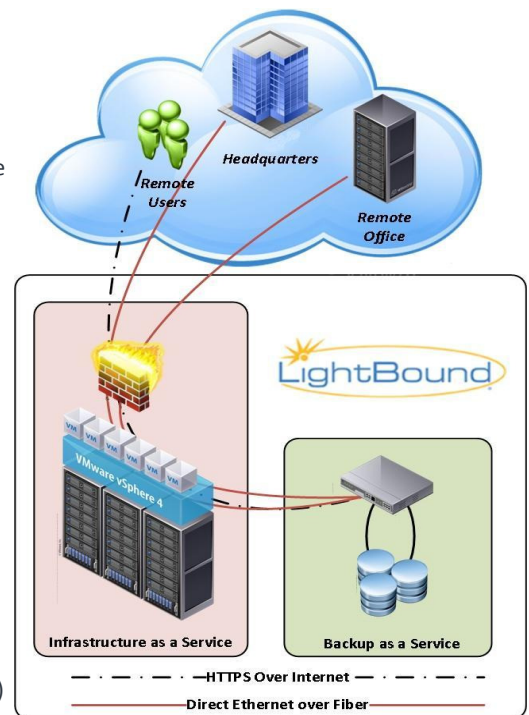 Headquarters
Remote
Users
Remote
Office
e
LightBound
VM VM VM VM VM VM
VMware vSphere 4
Infrastructure as a Service
Backup as a Service
HTTPS Over Internet
)
Direct Ethernet over Fiber